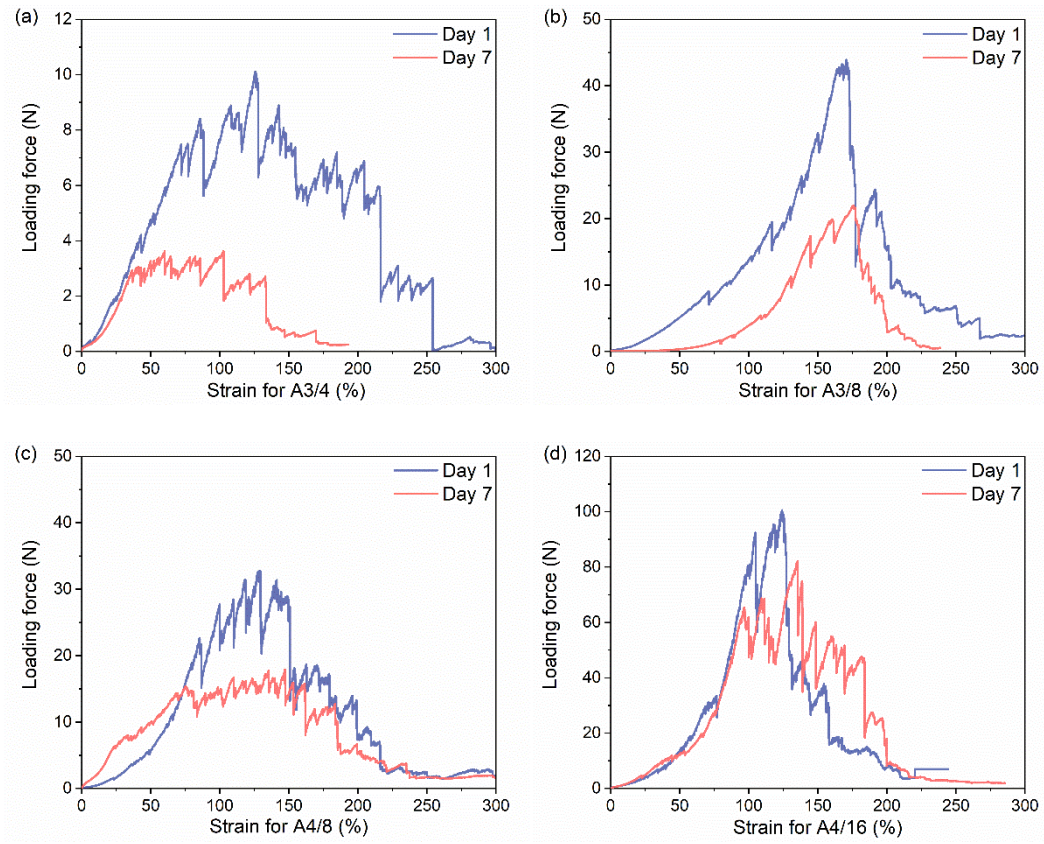 (a)
12
10
8
6
4
2
0
Loading force (N)
Day 1
Day 7
0 50 100 150 200 250 300
Strain for A3/4 (%)
(b)
50
40
30
20
10
0
Loading force (N)
Day 1
Day 7
0 50 100 150 200 250 300
Strain for A3/8 (%)
(c)
50
40
30
20
10
0
Loading force (N)
Day 1
Day 7
0 50 100 150 200 250 300
Strain for A4/8 (%)
(d)
120
100
80
60
40
20
0
Loading force (N)
Day 1
Day 7
0 50 100 150 200 250 300
Strain for A4/16 (%)